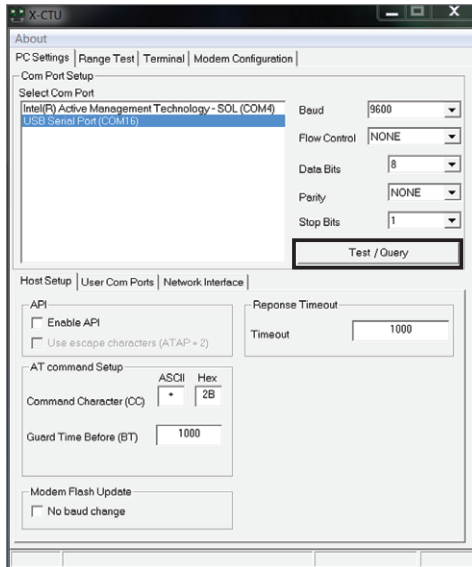 X-CTU
About
PC Settings Range Test Terminal Modem Configuration
Com Port Setup
Select Com Port
Intel(R) Active Management Technology - SOL (COM4)
USB Serial Port (COM16)
Baud 9600
Flow Control NONE
Data Bits 8
Parity NONE
Stop Bits 1
Test / Query
Host Setup User Com Ports Network Interface
API
Enable API
Use escape characters (ATAP = 2)
Reponse Timeout
Timeout 1000
AT command Setup
ASCII Hex
Command Character (CC) + 2B
Guard Time Before (BT) 1000
Modem Flash Update
No baud change